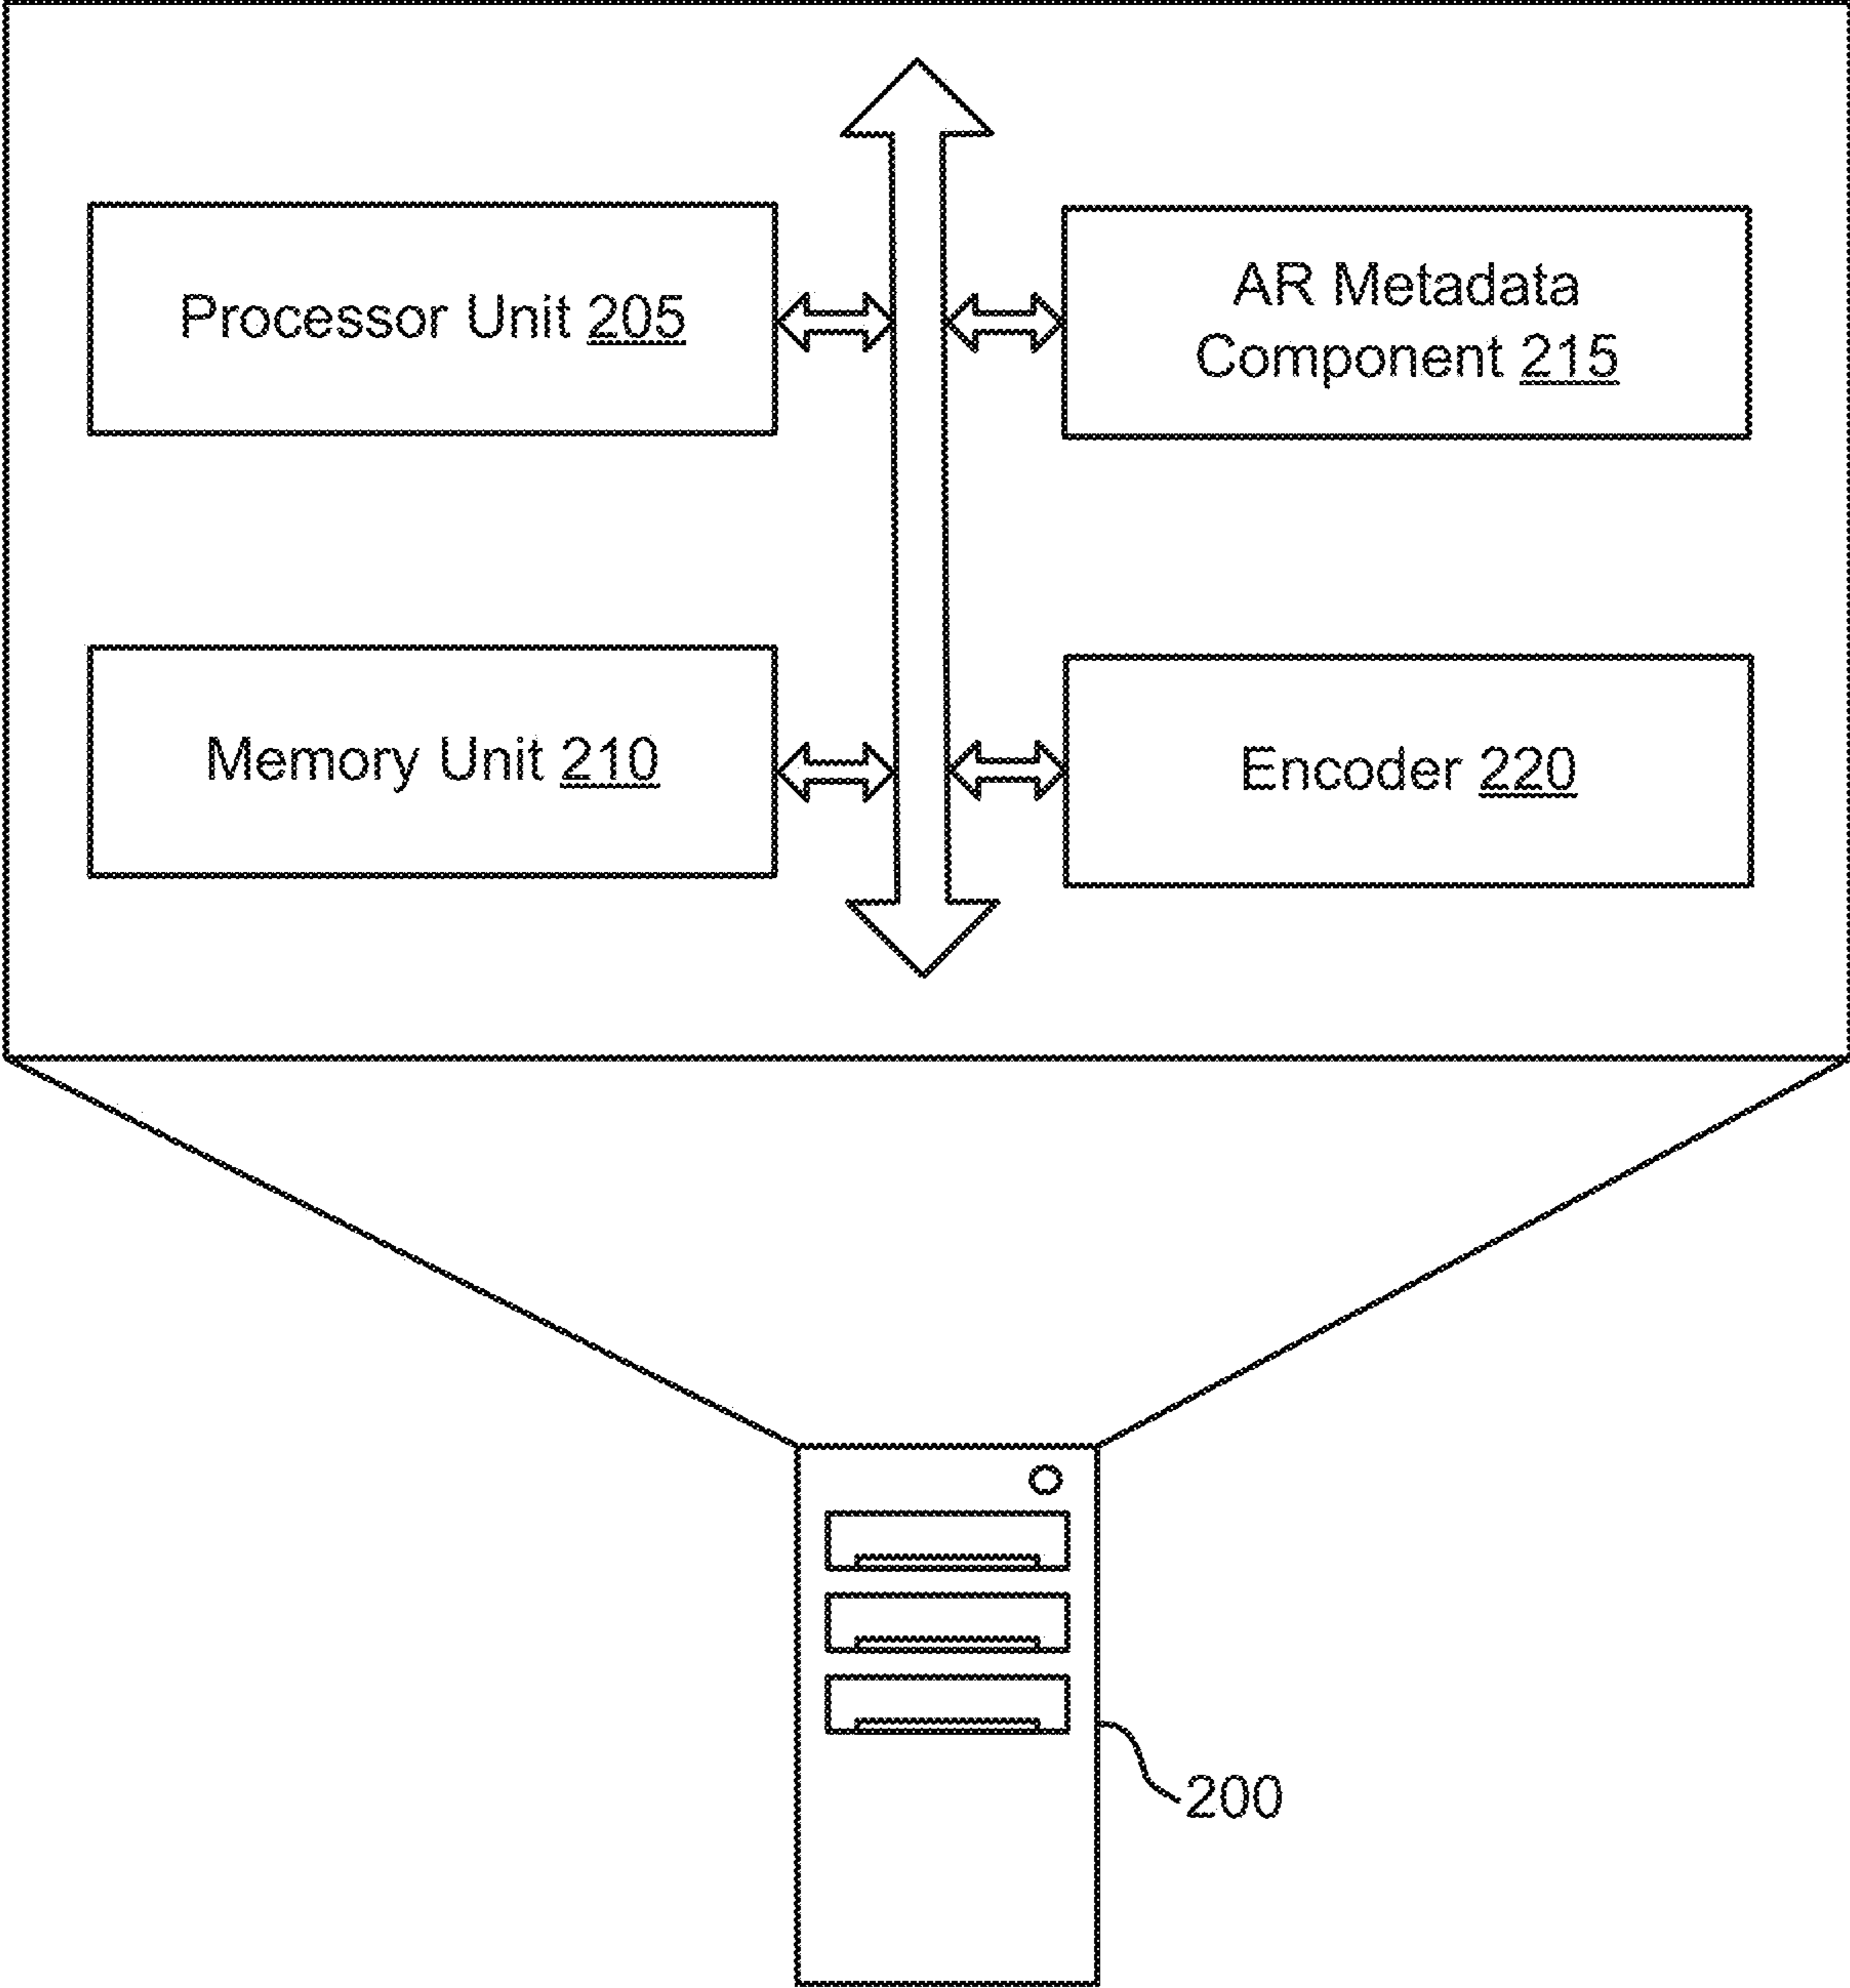 Processor Unit 205
AR Metadata
Component 215
Memory Unit 210
Encoder 220
200